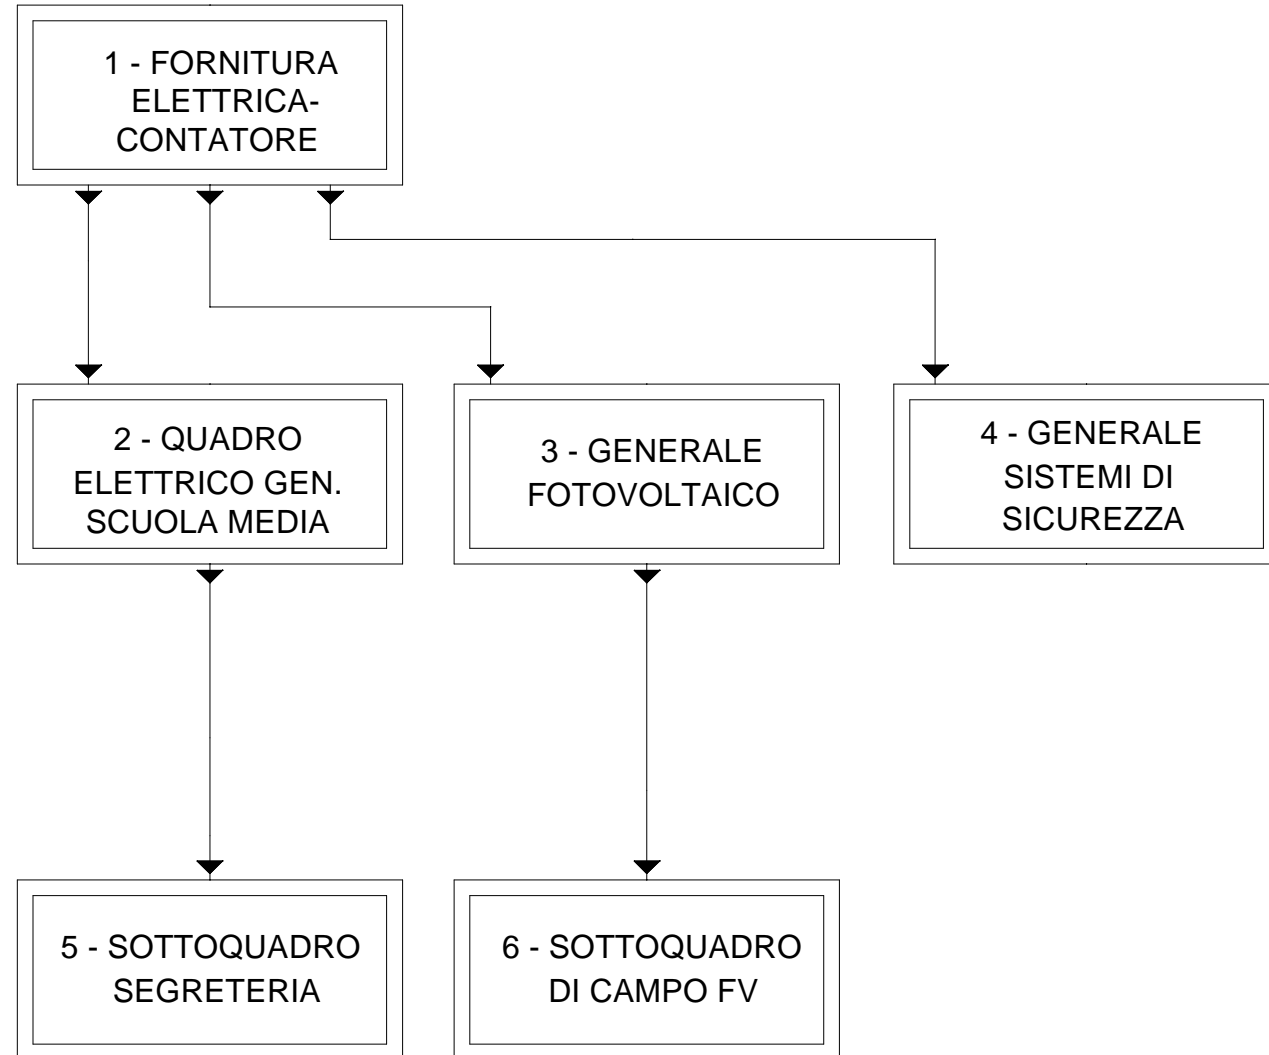 1 - FORNITURA
ELETTRICA-
CONTATORE
2 - QUADRO
ELETTRICO GEN.
SCUOLA MEDIA
3 - GENERALE
FOTOVOLTAICO
4 - GENERALE
SISTEMI DI
SICUREZZA
5 - SOTTOQUADRO
SEGRETERIA
6 - SOTTOQUADRO
DI CAMPO FV